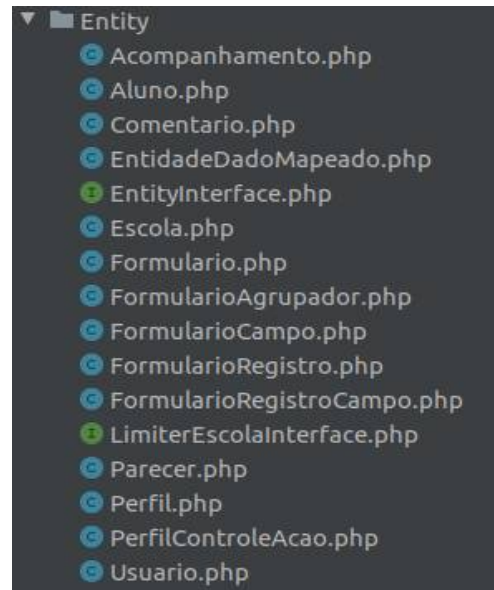 Entity
Acompanhamento.php
Aluno.php
Comentario.php
EntidadeDadoMapeado.php
EntityInterface.php
Escola.php
Formulario.php
FormularioAgrupador.php
FormularioCampo.php
FormularioRegistro.php
FormularioRegistroCampo.php
LimiterEscolaInterface.php
Parecer.php
Perfil.php
PerfilControleAcao.php
Usuario.php